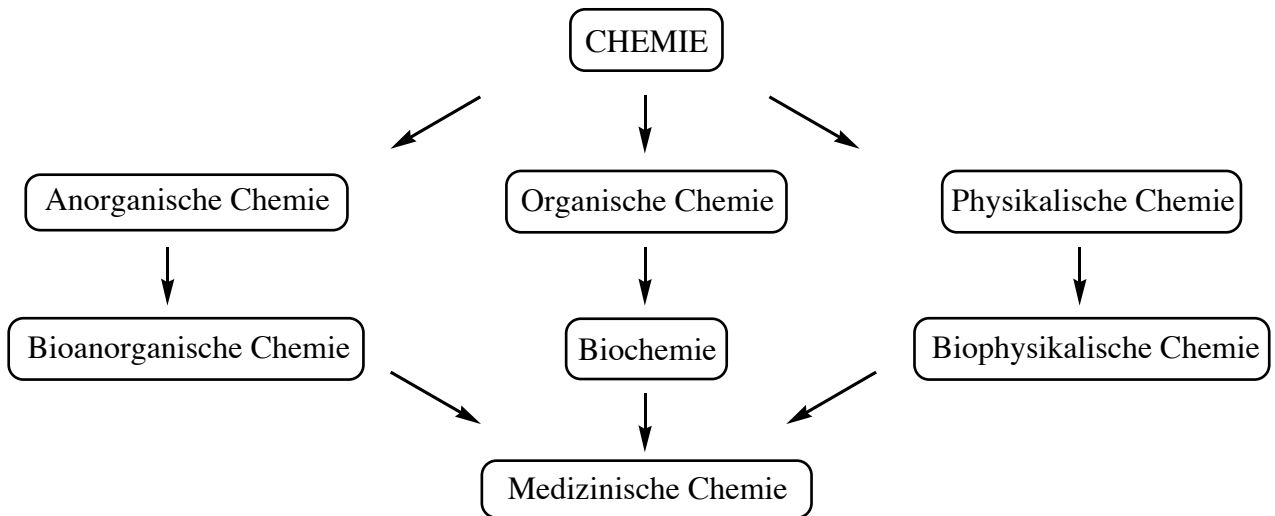 CHEMIE
Anorganische Chemie
Organische Chemie
Physikalische Chemie
Bioanorganische Chemie
Biochemie
Biophysikalische Chemie
Medizinische Chemie